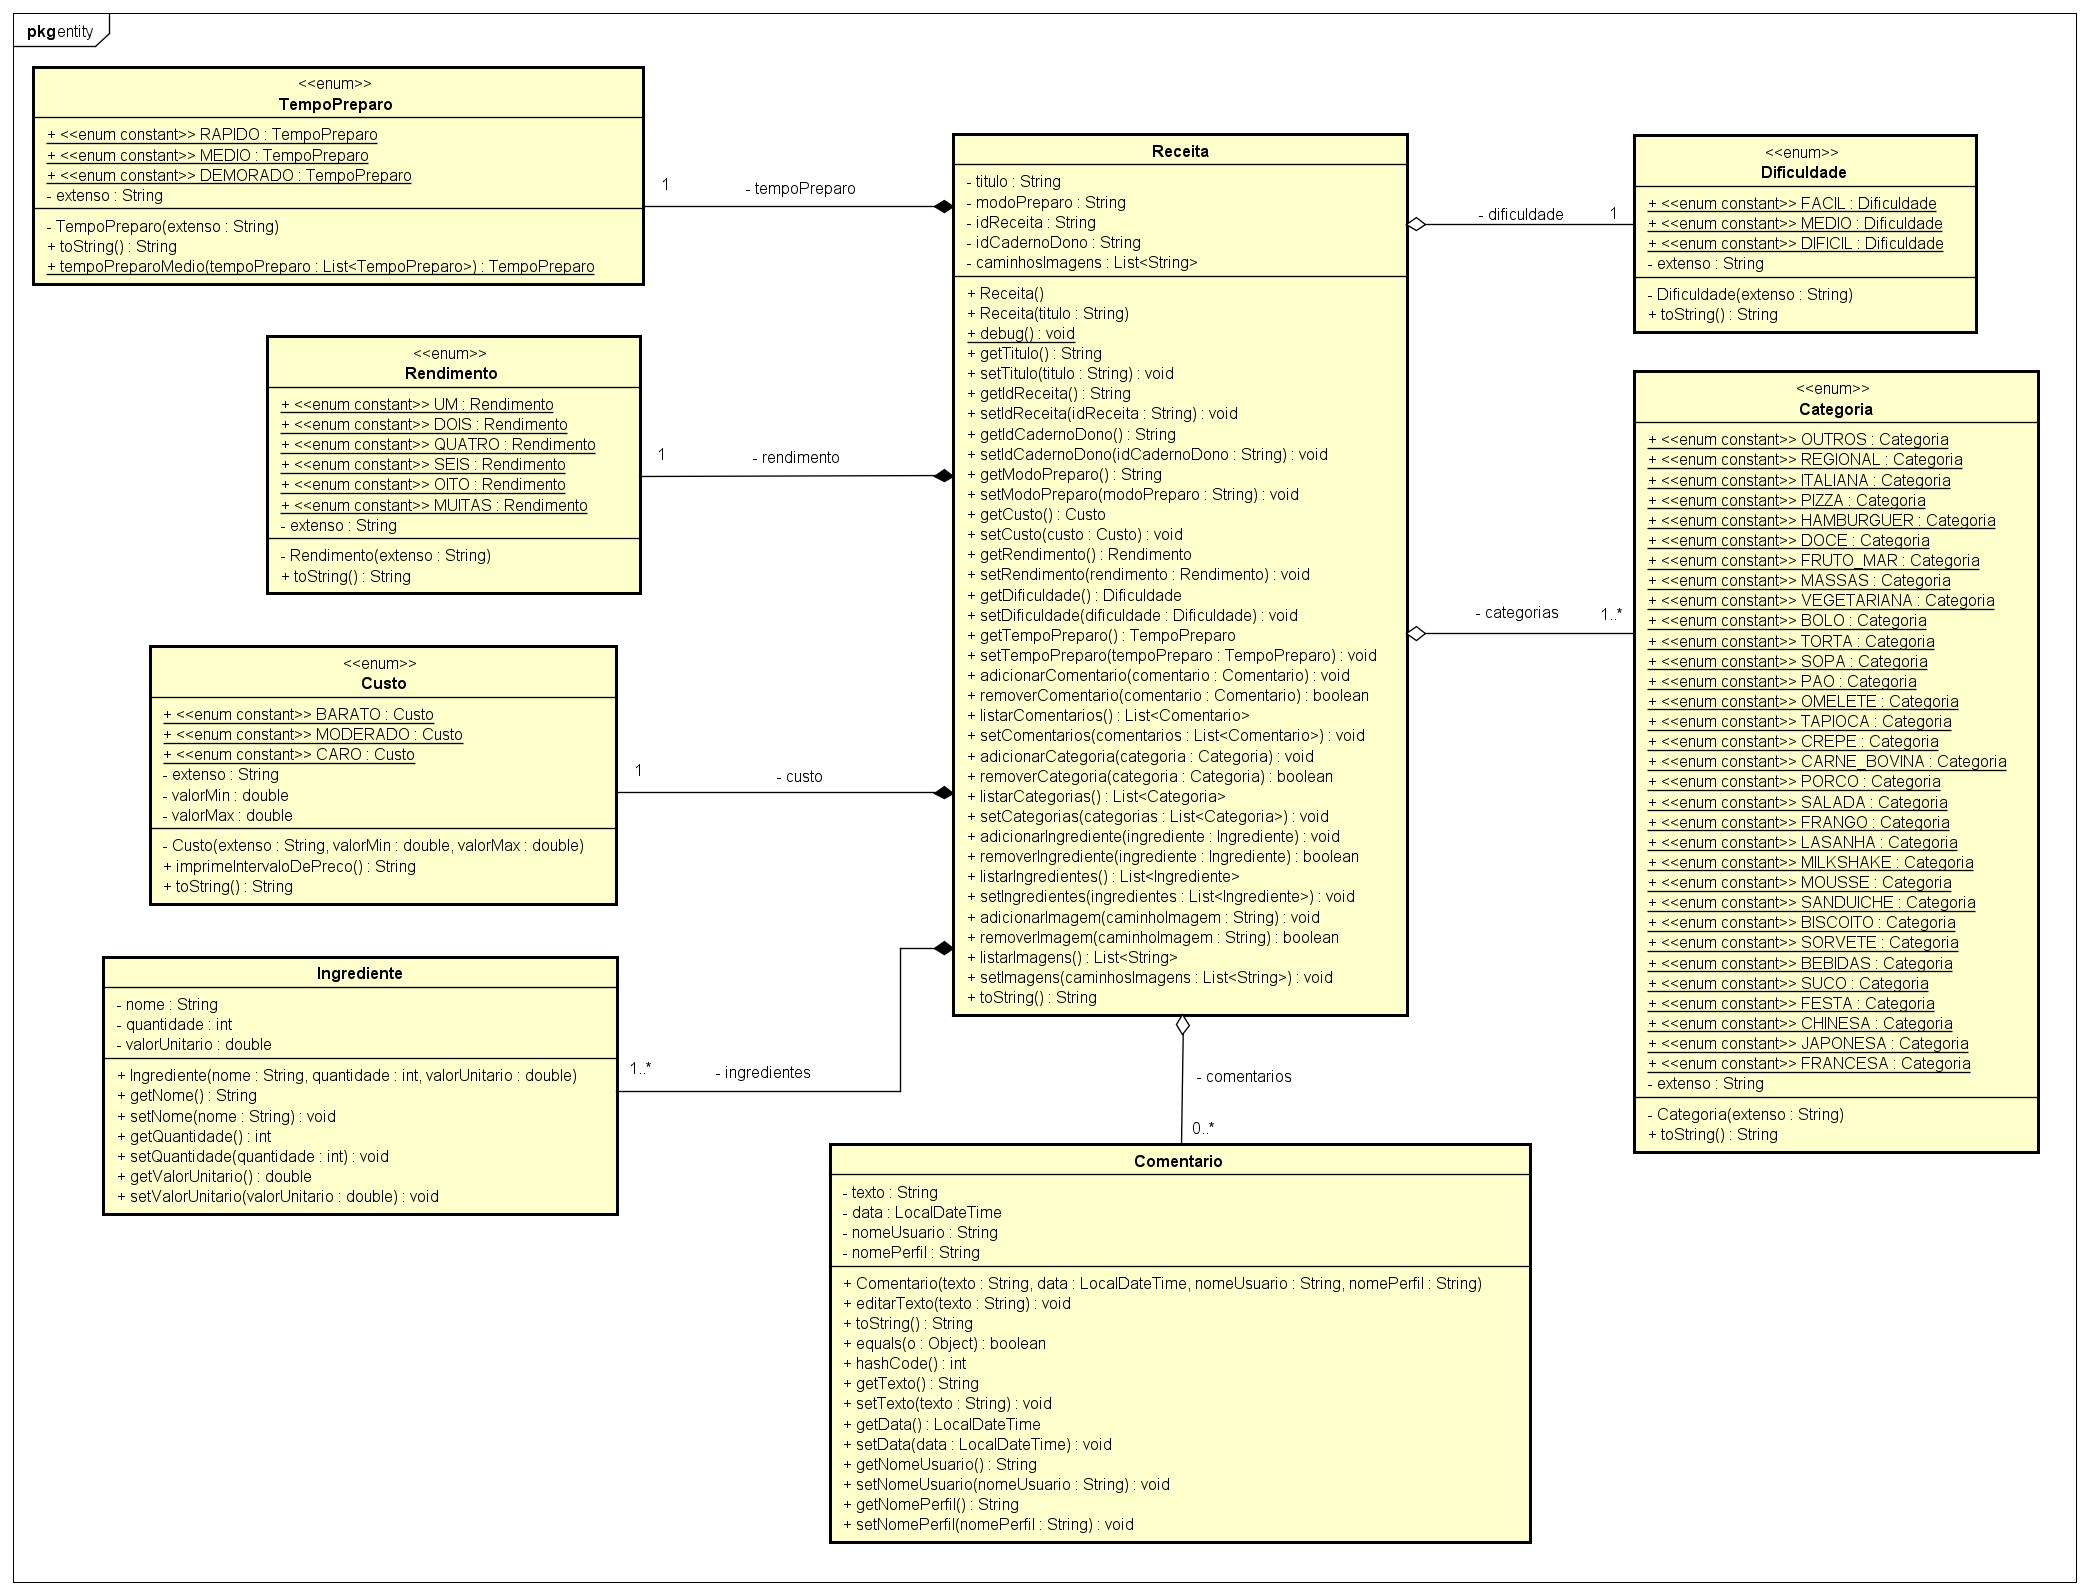 pkg entity
<<enum>>
TempoPreparo
+ <<enum constant>> RAPIDO : TempoPreparo
+ <<enum constant>> MEDIO : TempoPreparo
+ <<enum constant>> DEMORADO : TempoPreparo
- extenso : String
- TempoPreparo(extenso : String)
+ toString() : String
+ tempoPreparoMedio(tempoPreparo : List<TempoPreparo>) : TempoPreparo
1
- tempoPreparo
<<enum>>
Rendimento
+ <<enum constant>> UM : Rendimento
+ <<enum constant>> DOIS : Rendimento
+ <<enum constant>> QUATRO : Rendimento
+ <<enum constant>> SEIS : Rendimento
+ <<enum constant>> OITO : Rendimento
+ <<enum constant>> MUITAS : Rendimento
- extenso : String
- Rendimento(extenso : String)
+ toString() : String
1
- rendimento
<<enum>>
Custo
+ <<enum constant>> BARATO : Custo
+ <<enum constant>> MODERADO : Custo
+ <<enum constant>> CARO : Custo
- extenso : String
- valorMin : double
- valorMax : double
- Custo(extenso : String, valorMin : double, valorMax : double)
+ imprimeIntervaloDePreco() : String
+ toString() : String
1
- custo
Ingrediente
- nome : String
- quantidade : int
- valorUnitario : double
+ Ingrediente(nome : String, quantidade : int, valorUnitario : double)
+ getNome() : String
+ setNome(nome : String) : void
+ getQuantidade() : int
+ setQuantidade(quantidade : int) : void
+ getValorUnitario() : double
+ setValorUnitario(valorUnitario : double) : void
1..*
- ingredientes
Receita
- titulo : String
- modoPreparo : String
- idReceita : String
- idCadernoDono : String
- caminhosImagens : List<String>
+ Receita()
+ Receita(titulo : String)
+ debug() : void
+ getTitulo() : String
+ setTitulo(titulo : String) : void
+ getIdReceita() : String
+ setIdReceita(idReceita : String) : void
+ getIdCadernoDono() : String
+ setIdCadernoDono(idCadernoDono : String) : void
+ getModoPreparo() : String
+ setModoPreparo(modoPreparo : String) : void
+ getCusto() : Custo
+ setCusto(custo : Custo) : void
+ getRendimento() : Rendimento
+ setRendimento(rendimento : Rendimento) : void
+ getDificuldade() : Dificuldade
+ setDificuldade(dificuldade : Dificuldade) : void
+ getTempoPreparo() : TempoPreparo
+ setTempoPreparo(tempoPreparo : TempoPreparo) : void
+ adicionarComentario(comentario : Comentario) : void
+ removerComentario(comentario : Comentario) : boolean
+ listarComentarios() : List<Comentario>
+ setComentarios(comentarios : List<Comentario>) : void
+ adicionarCategoria(categoria : Categoria) : void
+ removerCategoria(categoria : Categoria) : boolean
+ listarCategorias() : List<Categoria>
+ setCategorias(categorias : List<Categoria>) : void
+ adicionarIngrediente(ingrediente : Ingrediente) : void
+ removerIngrediente(ingrediente : Ingrediente) : boolean
+ listarIngredientes() : List<Ingrediente>
+ setIngredientes(ingredientes : List<Ingrediente>) : void
+ adicionarImagem(caminhoImagem : String) : void
+ removerImagem(caminhoImagem : String) : boolean
+ listarImagens() : List<String>
+ setImagens(caminhosImagens : List<String>) : void
+ toString() : String
- comentarios
0..*
Comentario
- texto : String
- data : LocalDateTime
- nomeUsuario : String
- nomePerfil : String
+ Comentario(texto : String, data : LocalDateTime, nomeUsuario : String, nomePerfil : String)
+ editarTexto(texto : String) : void
+ toString() : String
+ equals(o : Object) : boolean
+ hashCode() : int
+ getTexto() : String
+ setTexto(texto : String) : void
+ getData() : LocalDateTime
+ setData(data : LocalDateTime) : void
+ getNomeUsuario() : String
+ setNomeUsuario(nomeUsuario : String) : void
+ getNomePerfil() : String
+ setNomePerfil(nomePerfil : String) : void
- dificuldade
1
<<enum>>
Dificuldade
+ <<enum constant>> FACIL : Dificuldade
+ <<enum constant>> MEDIO : Dificuldade
+ <<enum constant>> DIFICIL : Dificuldade
- extenso : String
- Dificuldade(extenso : String)
+ toString() : String
- categorias
1..*
<<enum>>
Categoria
+ <<enum constant>> OUTROS : Categoria
+ <<enum constant>> REGIONAL : Categoria
+ <<enum constant>> ITALIANA : Categoria
+ <<enum constant>> PIZZA : Categoria
+ <<enum constant>> HAMBURGUER : Categoria
+ <<enum constant>> DOCE : Categoria
+ <<enum constant>> FRUTO_MAR : Categoria
+ <<enum constant>> MASSAS : Categoria
+ <<enum constant>> VEGETARIANA : Categoria
+ <<enum constant>> BOLO : Categoria
+ <<enum constant>> TORTA : Categoria
+ <<enum constant>> SOPA : Categoria
+ <<enum constant>> PAO : Categoria
+ <<enum constant>> OMELETE : Categoria
+ <<enum constant>> TAPIOCA : Categoria
+ <<enum constant>> CREPE : Categoria
+ <<enum constant>> CARNE_BOVINA : Categoria
+ <<enum constant>> PORCO : Categoria
+ <<enum constant>> SALADA : Categoria
+ <<enum constant>> FRANGO : Categoria
+ <<enum constant>> LASANHA : Categoria
+ <<enum constant>> MILKSHAKE : Categoria
+ <<enum constant>> MOUSSE : Categoria
+ <<enum constant>> SANDUICHE : Categoria
+ <<enum constant>> BISCOITO : Categoria
+ <<enum constant>> SORVETE : Categoria
+ <<enum constant>> BEBIDAS : Categoria
+ <<enum constant>> SUCO : Categoria
+ <<enum constant>> FESTA : Categoria
+ <<enum constant>> CHINESA : Categoria
+ <<enum constant>> JAPONESA : Categoria
+ <<enum constant>> FRANCESA : Categoria
- extenso : String
- Categoria(extenso : String)
+ toString() : String